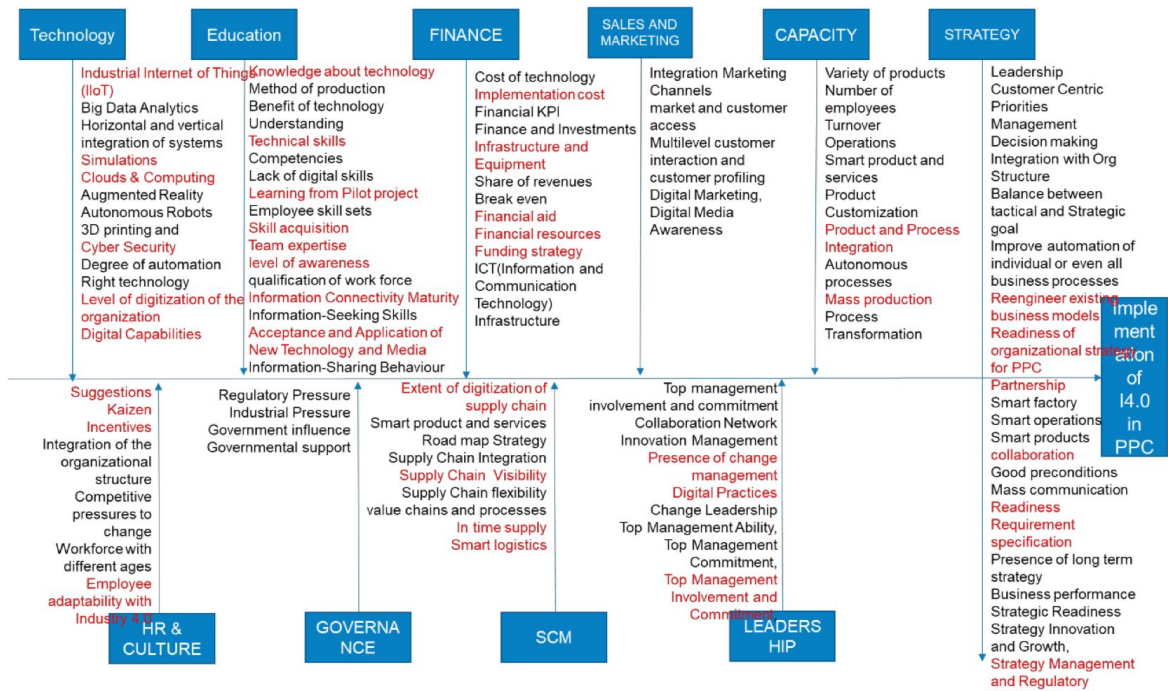 Technology
Education
FINANCE
SALES AND
MARKETING
CAPACITY
STRATEGY
Industrial Internet of Things
(IIoT)
Big Data Analytics
Horizontal and vertical
integration of systems
Simulations
Clouds & Computing
Augmented Reality
Autonomous Robots
3D printing and
Cyber Security
Degree of automation
Right technology
Level of digitization of the
organization
Digital Capabilities
Knowledge about technology
Method of production
Benefit of technology
Understanding
Technical skills
Competencies
Lack of digital skills
Learning from Pilot project
Employee skill sets
Skill acquisition
Team expertise
level of awareness
qualification of work force
Information Connectivity Maturity
Information-Seeking Skills
Acceptance and Application of
New Technology and Media
Information-Sharing Behaviour
Cost of technology
Implementation cost
Financial KPI
Finance and Investments
Infrastructure and
Equipment
Share of revenues
Break even
Financial aid
Financial resources
Funding strategy
ICT(Information and
Communication
Technology)
Infrastructure
Integration Marketing
Channels
market and customer
access
Multilevel customer
interaction and
customer profiling
Digital Marketing,
Digital Media
Awareness
Variety of products
Number of
employees
Turnover
Operations
Smart product and
services
Product
Customization
Product and Process
Integration
Autonomous
processes
Mass production
Process
Transformation
Leadership
Customer Centric
Priorities
Management
Decision making
Integration with Org
Structure
Balance between
tactical and Strategic
goal
Improve automation of
individual or even all
business processes
Reengineer existing
business models
Readiness of
organizational strategy
for PPC
Partnership
Smart factory
Smart operations
Smart products
collaboration
Good preconditions
Mass communication
Readiness
Requirement
specification
Presence of long term
strategy
Business performance
Strategic Readiness
Strategy Innovation
and Growth,
Strategy Management
and Regulatory
Imple
ment
ation
of
I4.0
in
PPC
Suggestions
Kaizen
Incentives
Integration of the
organizational
structure
Competitive
pressures to
change
Workforce with
different ages
Employee
adaptability with
Industry 4.0
Regulatory Pressure
Industrial Pressure
Government influence
Governmental support
Extent of digitization of
supply chain
Smart product and services
Road map Strategy
Supply Chain Integration
Supply Chain Visibility
Supply Chain flexibility
value chains and processes
In time supply
Smart logistics
Top management
involvement and commitment
Collaboration Network
Innovation Management
Presence of change
management
Digital Practices
Change Leadership
Top Management Ability,
Top Management
Commitment,
Top Management
Involvement and
Commitment,
HR &
CULTURE
GOVERNA
NCE
SCM
LEADERS
HIP